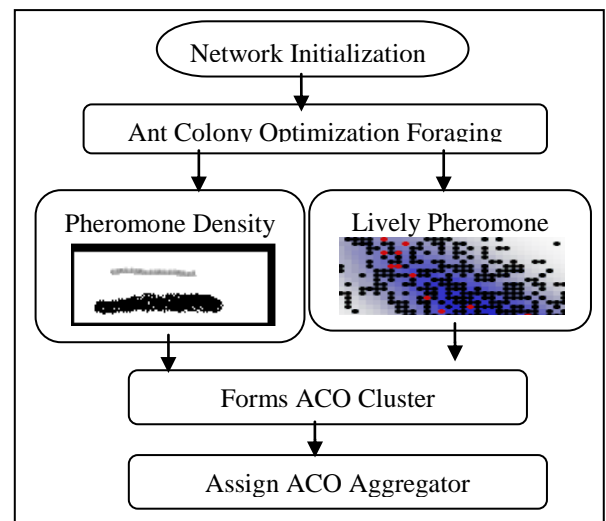 Network Initialization
Ant Colony Optimization Foraging
Pheromone Density
Lively Pheromone
Forms ACO Cluster
Assign ACO Aggregator